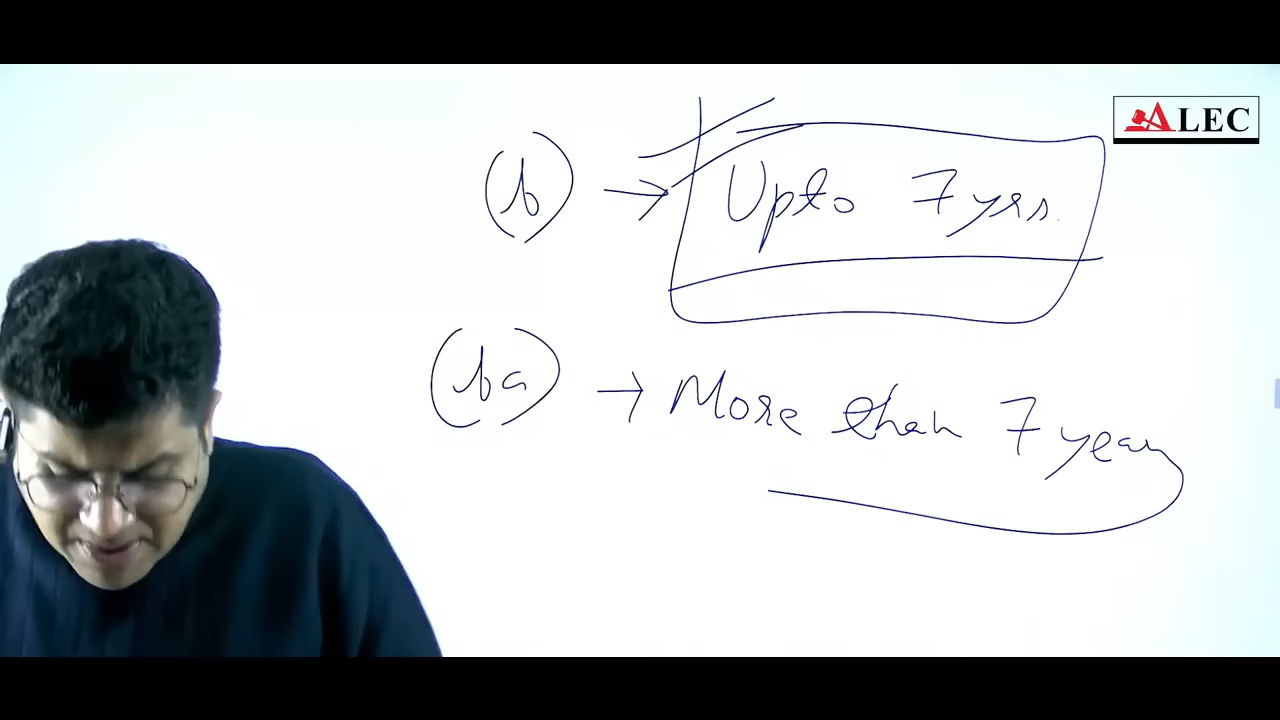 ALEC
(b) → Upto 7 yrs.
(ba) → More than 7 years